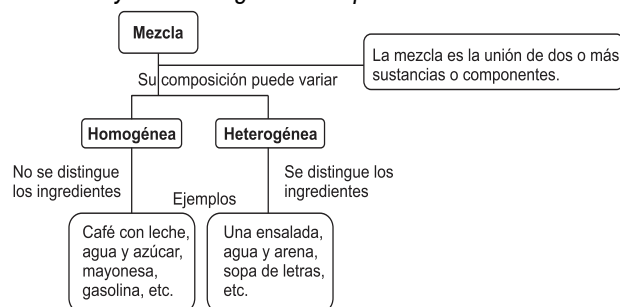 Mezcla
La mezcla es la unión de dos o más
sustancias o componentes.
Su composición puede variar
Homogénea
Heterogénea
No se distingue
los ingredientes
Se distingue los
ingredientes
Ejemplos
Café con leche,
agua y azúcar,
mayonesa,
gasolina, etc.
Una ensalada,
agua y arena,
sopa de letras,
etc.